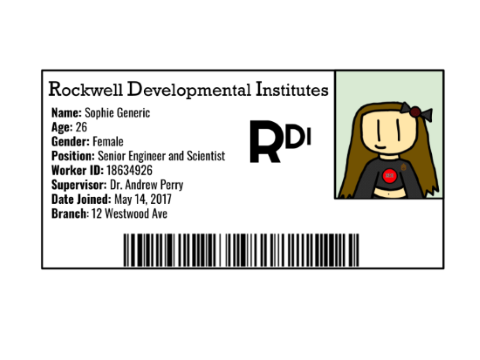 Rockwell Developmental Institutes
Name: Sophie Generic
Age: 26
Gender: Female
Position: Senior Engineer and Scientist
Worker ID: 18634926
Supervisor: Dr. Andrew Perry
Date Joined: May 14, 2017
Branch: 12 Westwood Ave
RDI